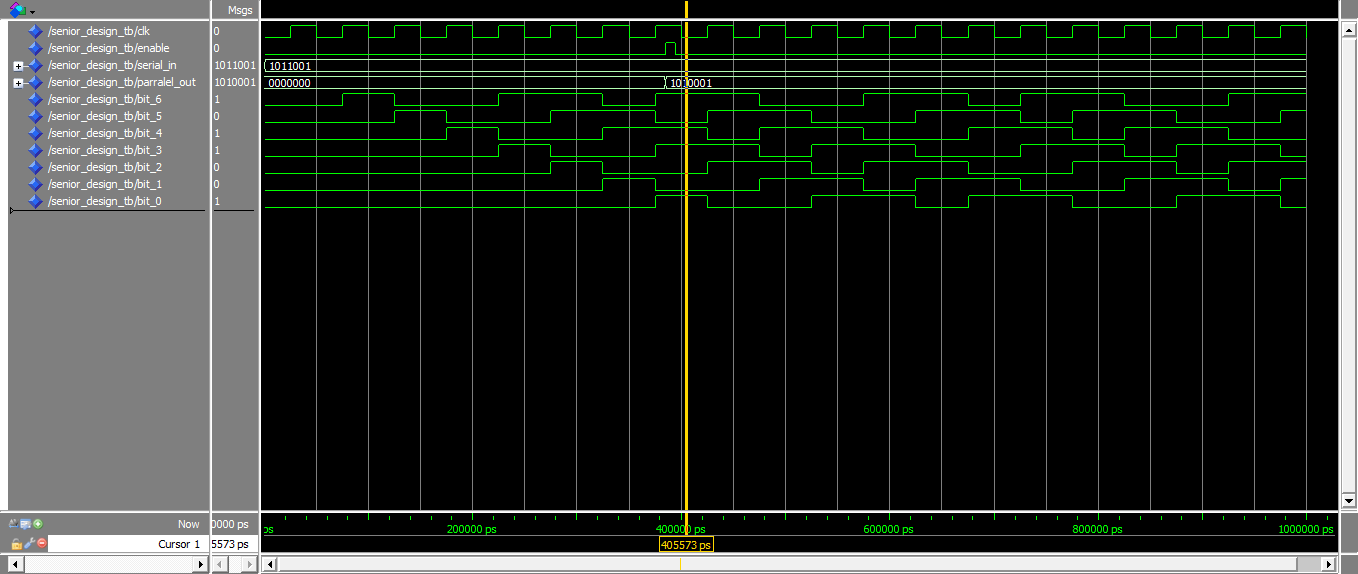 Msgs
/senior_design_tb/clk 0
/senior_design_tb/enable 0
/senior_design_tb/serial_in 1011001 1011001
/senior_design_tb/parralel_out 1010001 0000000 1010001
/senior_design_tb/bit_6 1
/senior_design_tb/bit_5 0
/senior_design_tb/bit_4 1
/senior_design_tb/bit_3 1
/senior_design_tb/bit_2 0
/senior_design_tb/bit_1 0
/senior_design_tb/bit_0 1
Now 0000 ps ps 200000 ps 400000 ps 600000 ps 800000 ps 1000000 ps
Cursor 1 5573 ps 405573 ps